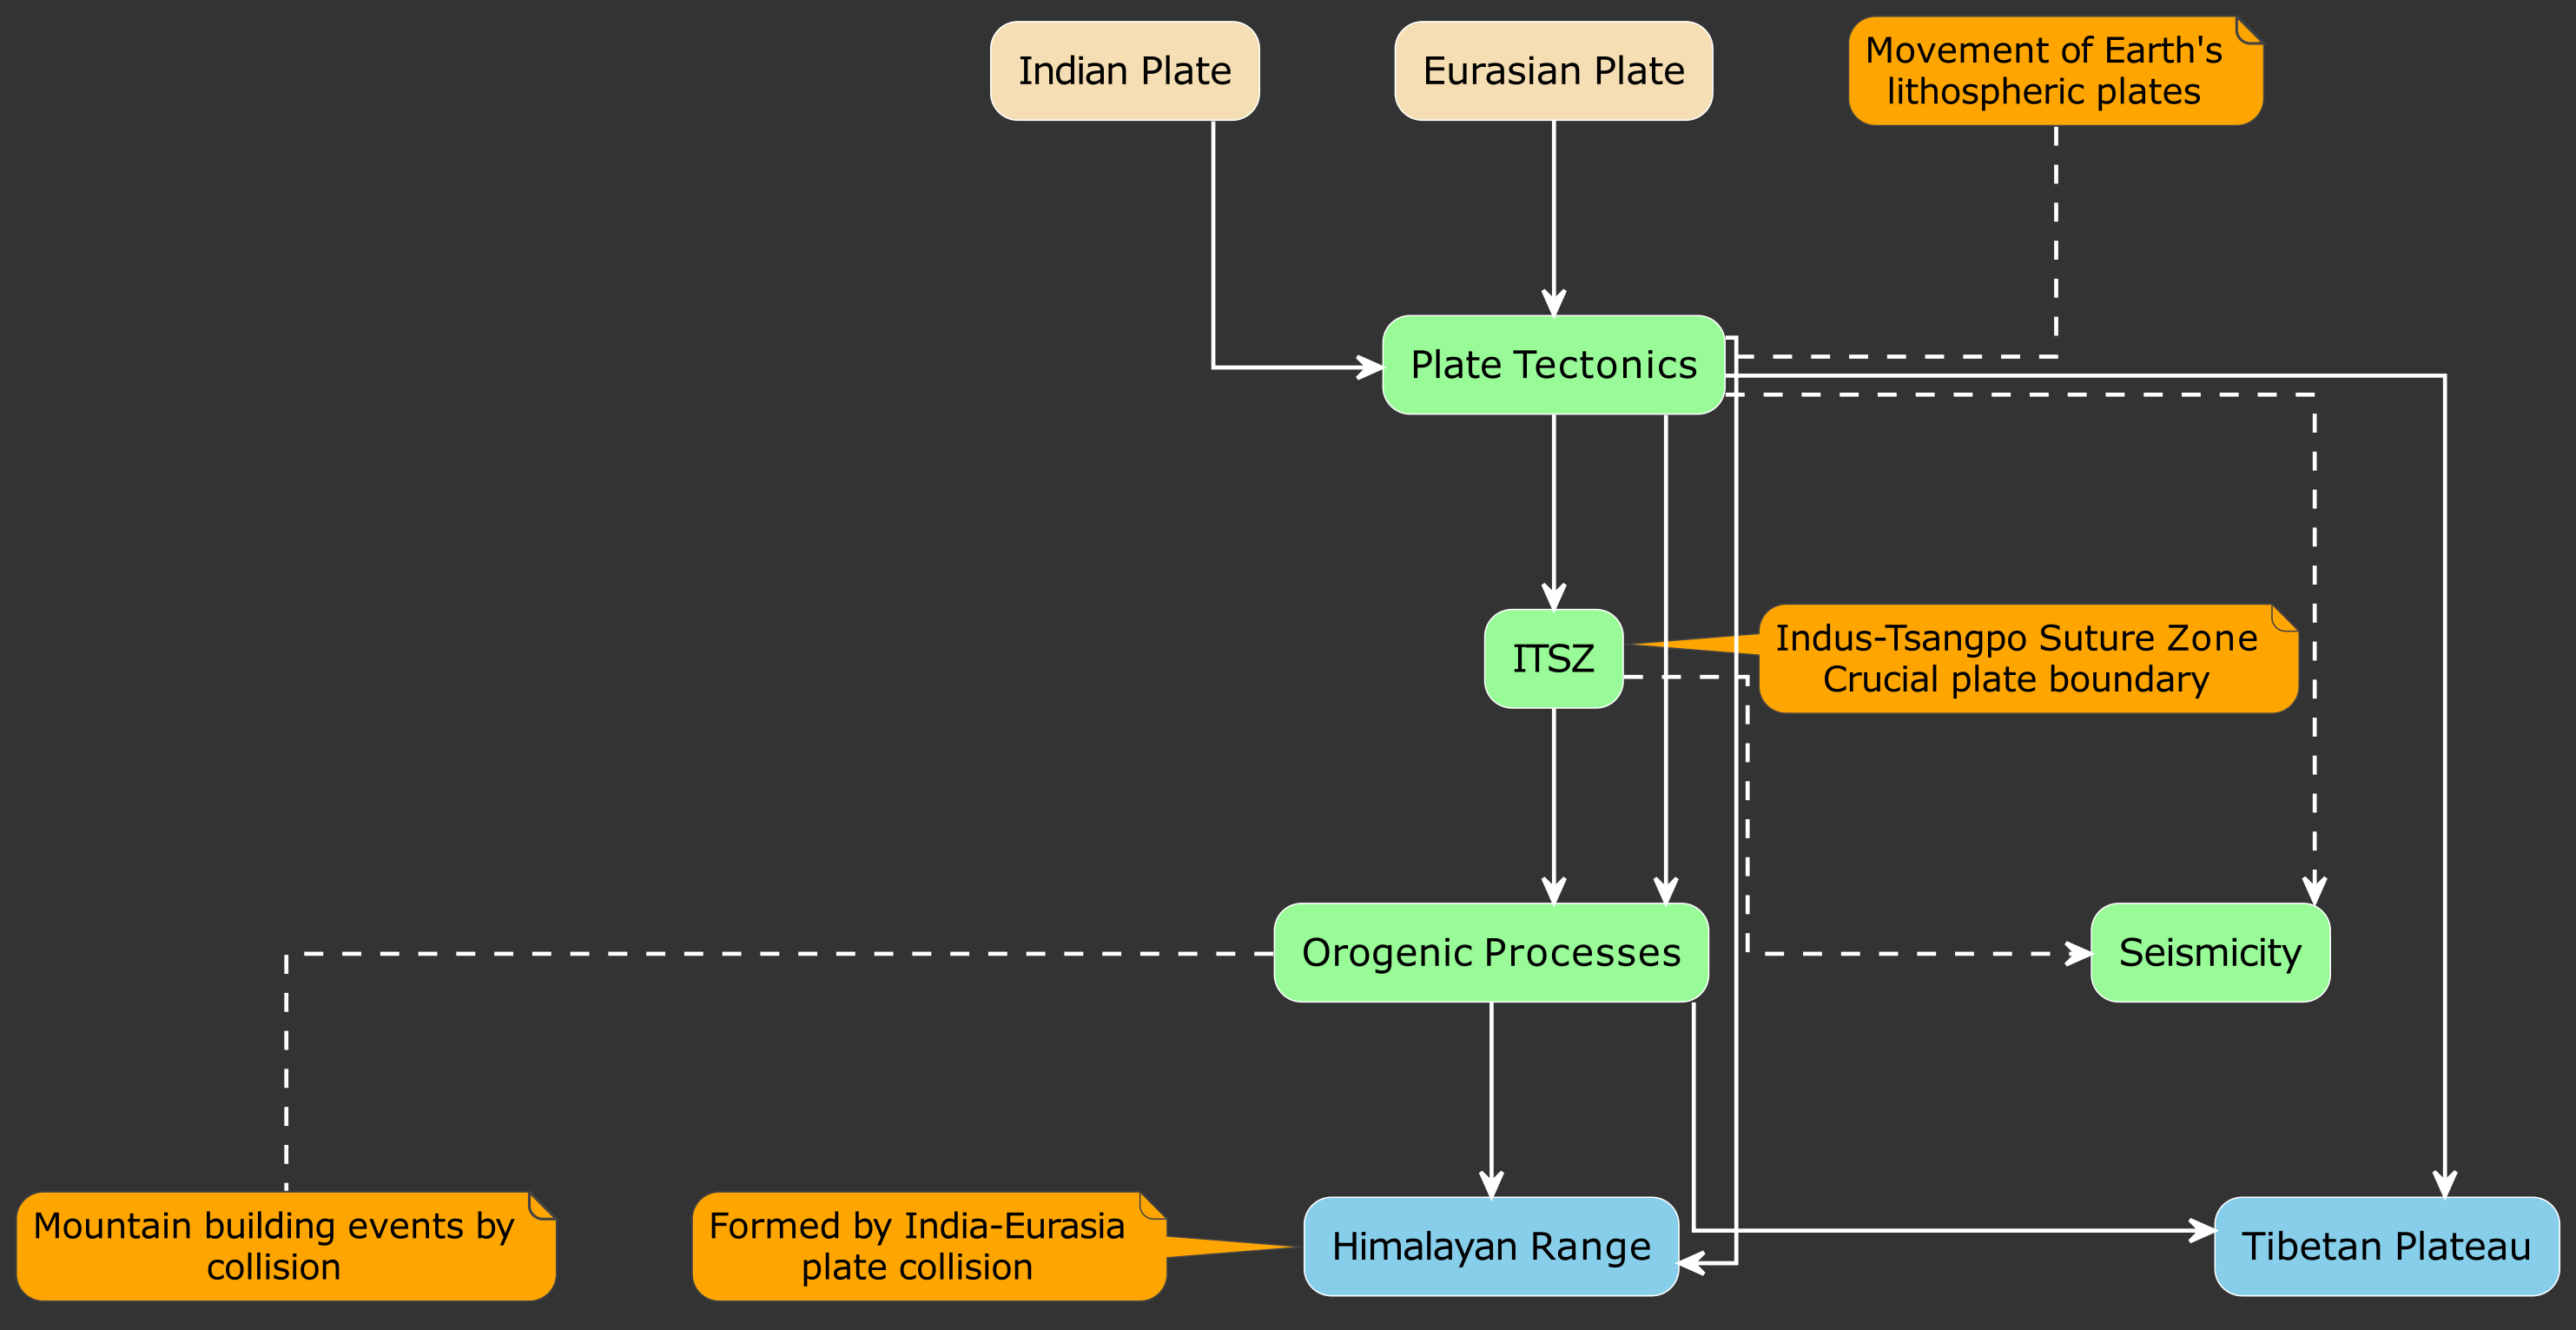 Indian Plate
Eurasian Plate
Movement of Earth's
lithospheric plates
Plate Tectonics
ITSZ
Indus-Tsangpo Suture Zone
Crucial plate boundary
Orogenic Processes
Seismicity
Mountain building events by
collision
Formed by India-Eurasia
plate collision
Himalayan Range
Tibetan Plateau